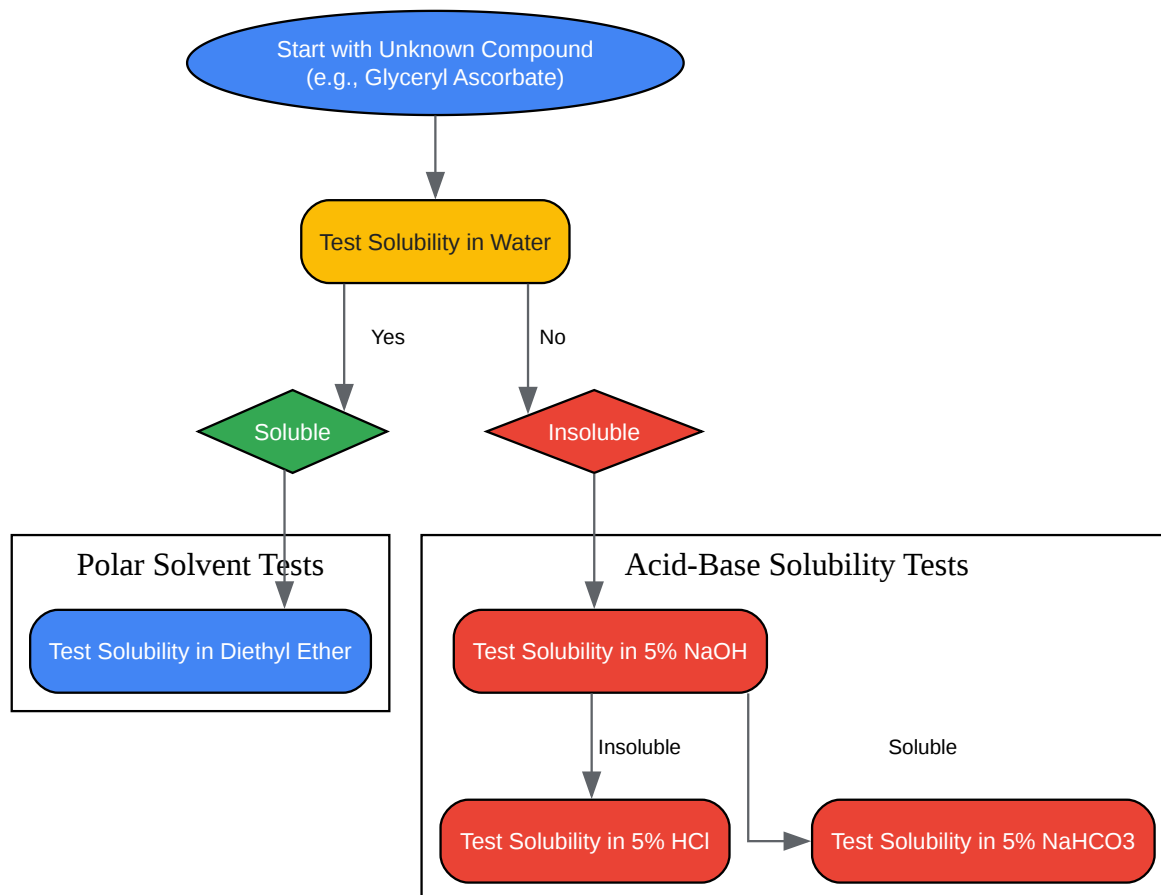 Start with Unknown Compound
(e.g., Glyceryl Ascorbate)
Test Solubility in Water
Yes
No
Soluble
Insoluble
Polar Solvent Tests
Acid-Base Solubility Tests
Test Solubility in Diethyl Ether
Test Solubility in 5% NaOH
Insoluble
Soluble
Test Solubility in 5% HCl
Test Solubility in 5% NaHCO3